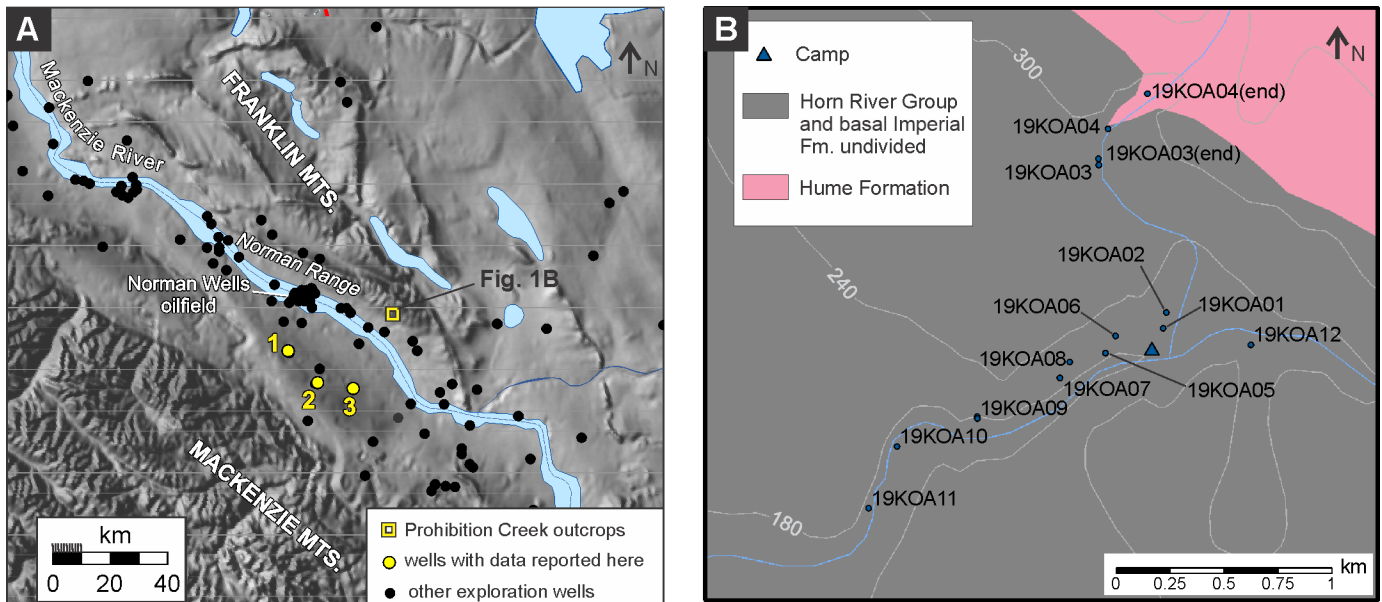 A
N
Mackenzie River
FRANKLIN MTS.
Norman Range
Fig. 1B
Norman Wells
oilfield
1
2
3
MACKENZIE MTS.
km
0 20 40
Prohibition Creek outcrops
wells with data reported here
other exploration wells
B
Camp
Horn River Group
and basal Imperial
Fm. undivided
Hume Formation
N
300
19KOA04(end)
19KOA04
19KOA03(end)
19KOA03
240
19KOA02
19KOA06
19KOA01
19KOA12
19KOA08
19KOA07
19KOA05
19KOA09
19KOA10
19KOA11
180
km
0 0.25 0.5 0.75 1